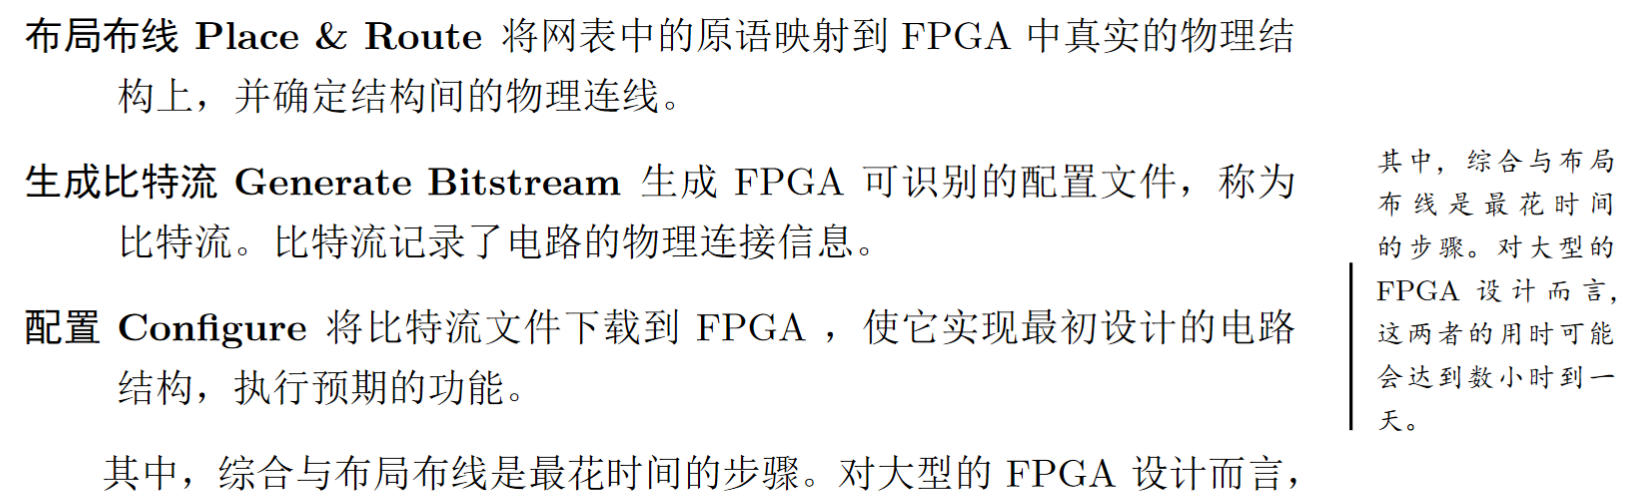 布局布线 Place & Route 将网表中的原语映射到 FPGA 中真实的物理结
构上，并确定结构间的物理连线。
生成比特流 Generate Bitstream 生成 FPGA 可识别的配置文件，称为
比特流。比特流记录了电路的物理连接信息。
配置 Configure 将比特流文件下载到 FPGA ，使它实现最初设计的电路
结构，执行预期的功能。
其中，综合与布局布线是最花时间的步骤。对大型的 FPGA 设计而言，
其中，综合与布局
布线是最花时间
的步骤。对大型的
FPGA 设计而言，
这两者的用时可能
会达到数小时到一
天。